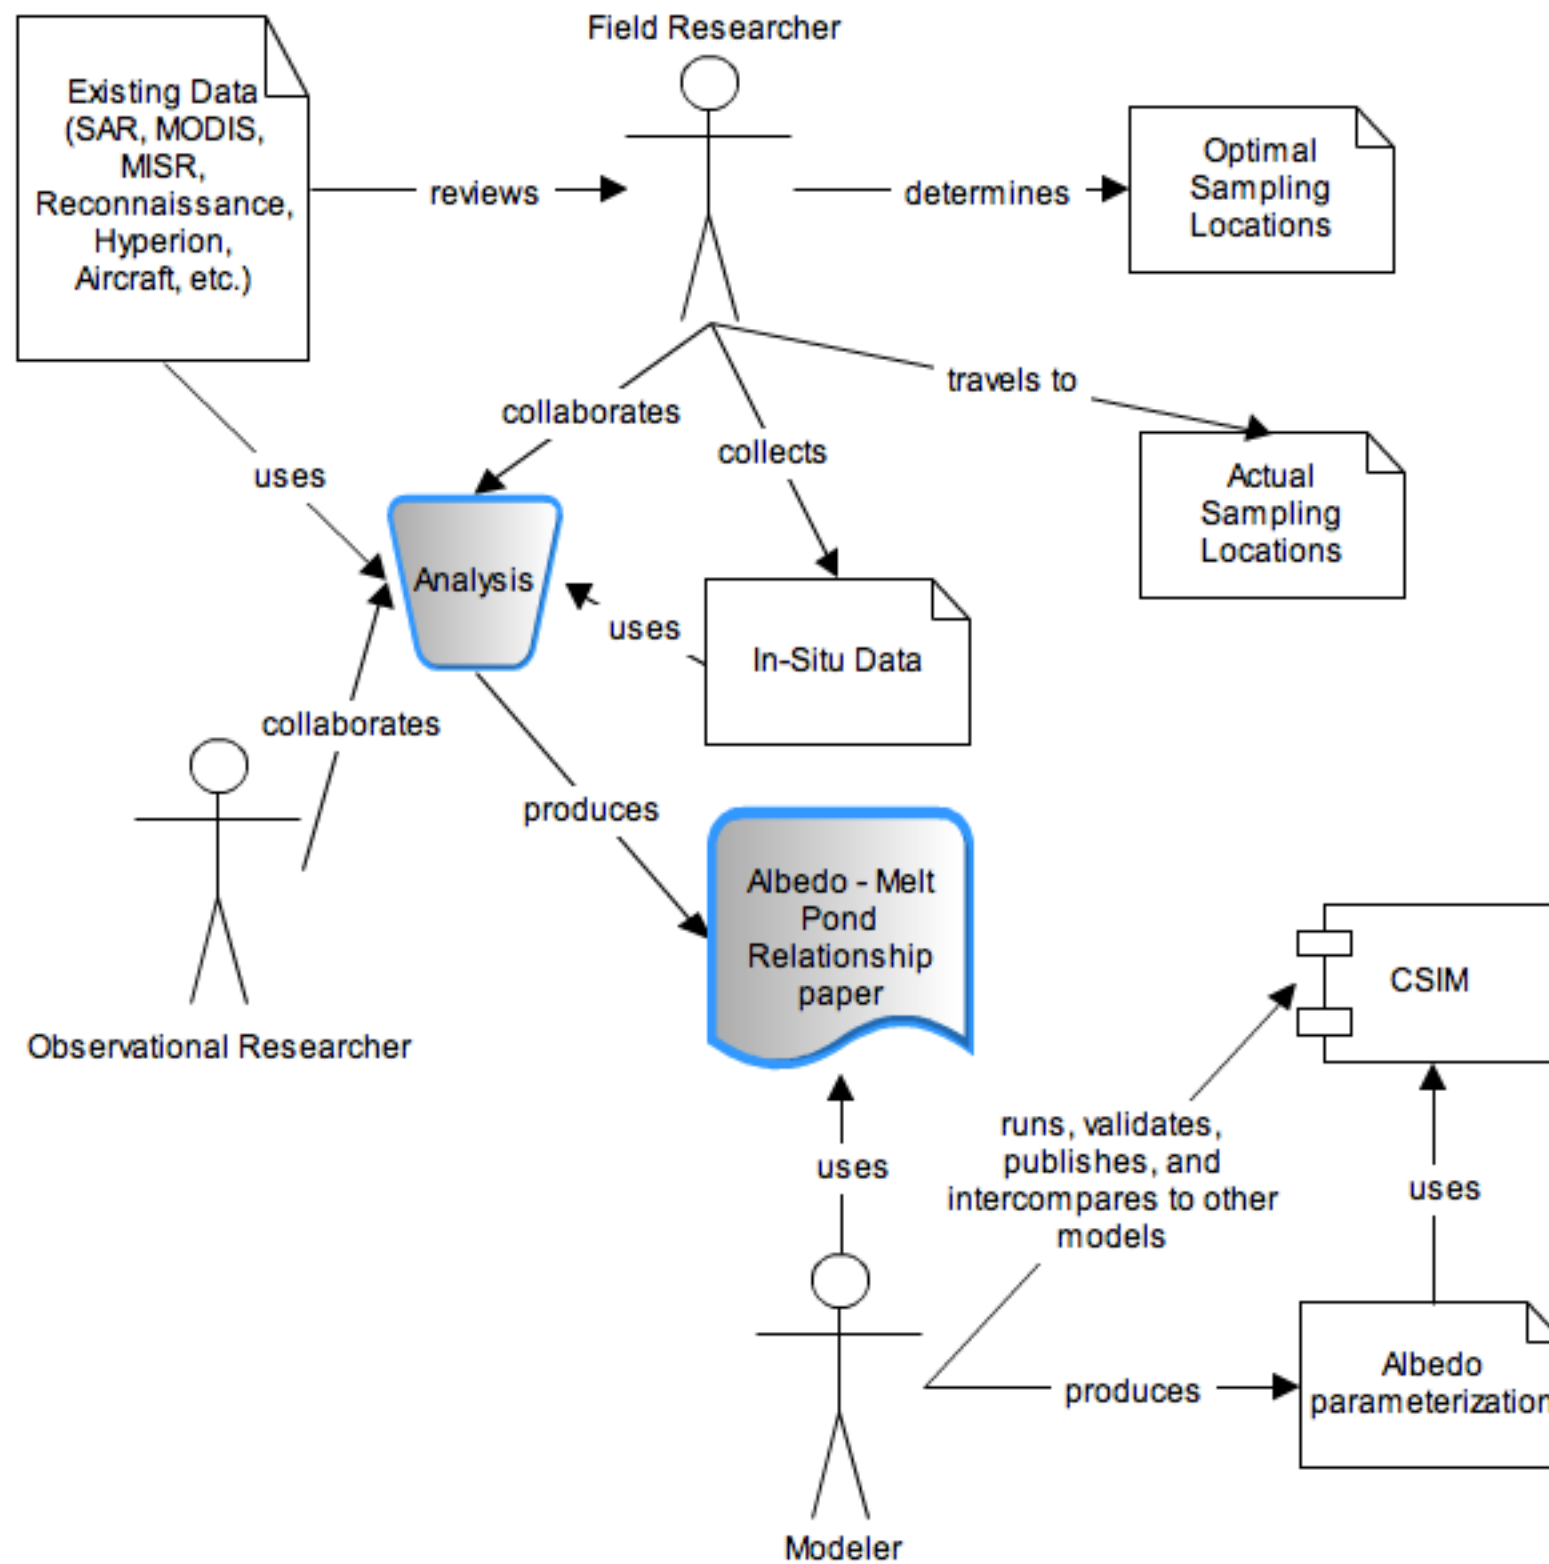 Field Researcher
Existing Data
(SAR, MODIS,
MISR,
Reconnaissance,
Hyperion,
Aircraft, etc.)
reviews
determines
Optimal
Sampling
Locations
travels to
collaborates
collects
uses
Actual
Sampling
Locations
Analysis
uses
In-Situ Data
collaborates
produces
Albedo - Melt
Pond
Relationship
paper
Observational Researcher
CSIM
runs, validates,
publishes, and
intercompares to other
models
uses
uses
Albedo
parameterization
produces
Modeler